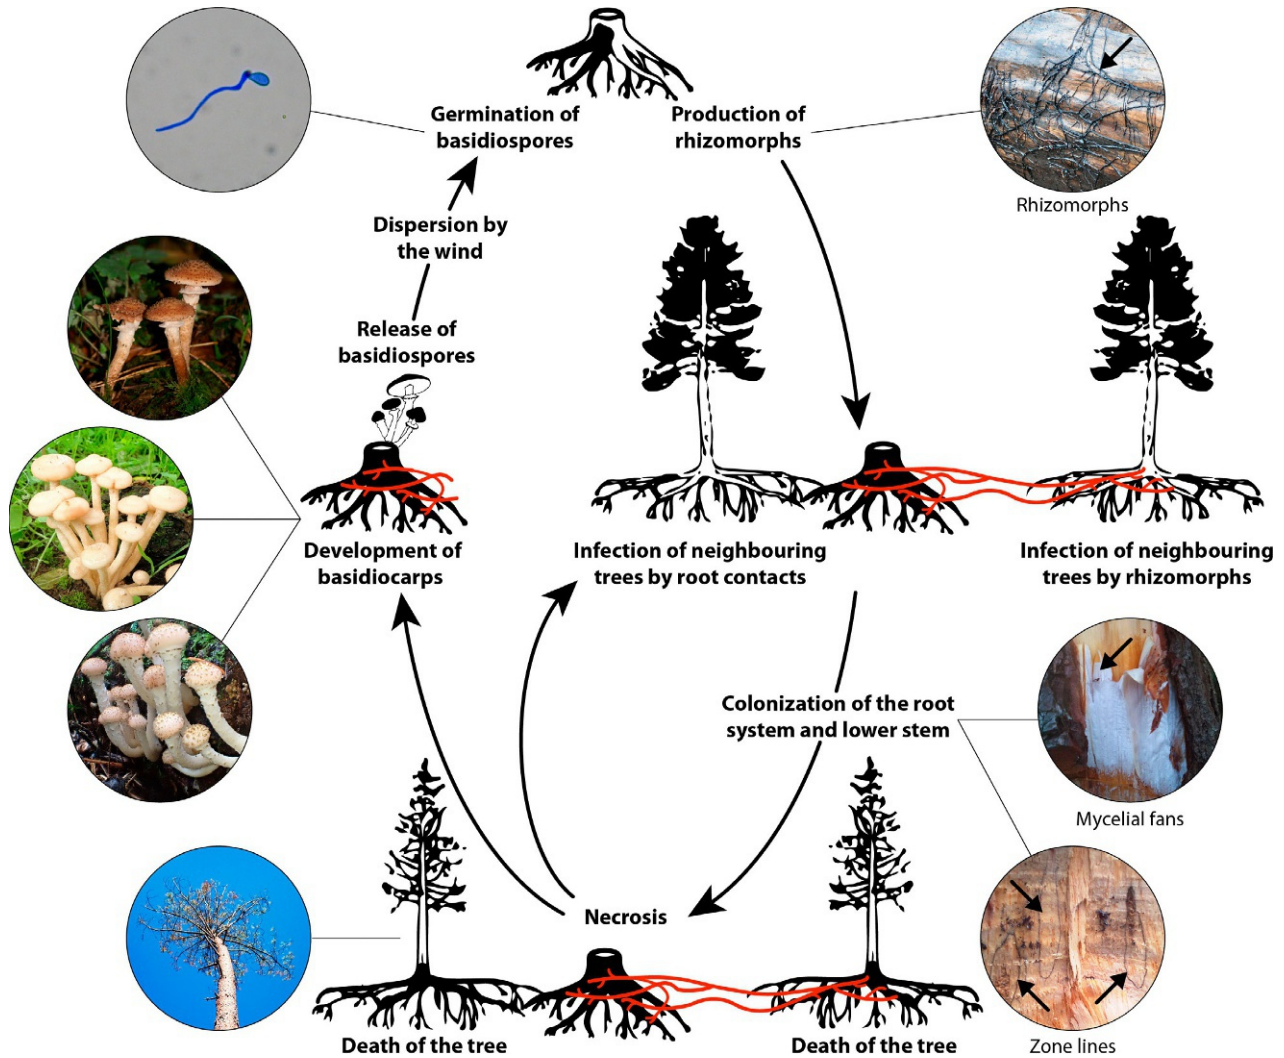 Germination of
basidiospores
Production of
rhizomorphs
Rhizomorphs
Dispersion by
the wind
Release of
basidiospores
Development of
basidiocarps
Infection of neighbouring
trees by root contacts
Infection of neighbouring
trees by rhizomorphs
Colonization of the root
system and lower stem
Mycelial fans
Necrosis
Death of the tree
Death of the tree
Zone lines